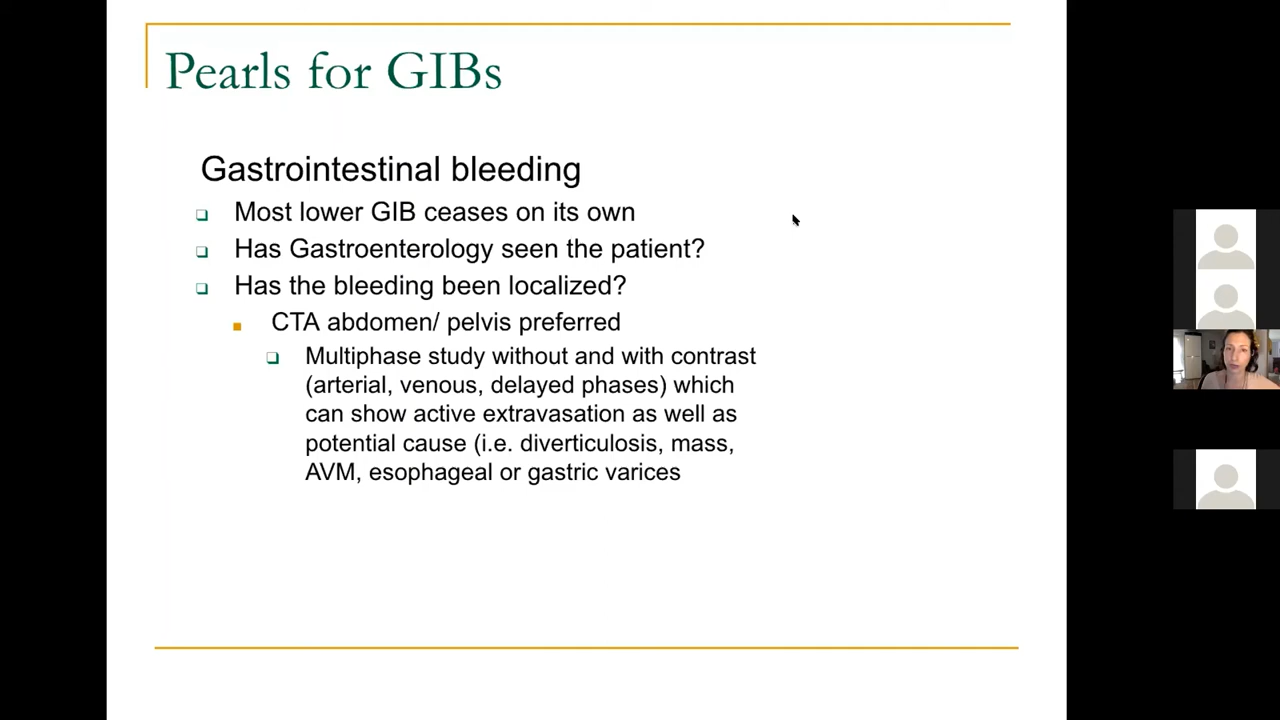 Pearls for GIBs
Gastrointestinal bleeding
Most lower GIB ceases on its own
Has Gastroenterology seen the patient?
Has the bleeding been localized?
CTA abdomen/ pelvis preferred
Multiphase study without and with contrast
(arterial, venous, delayed phases) which
can show active extravasation as well as
potential cause (i.e. diverticulosis, mass,
AVM, esophageal or gastric varices